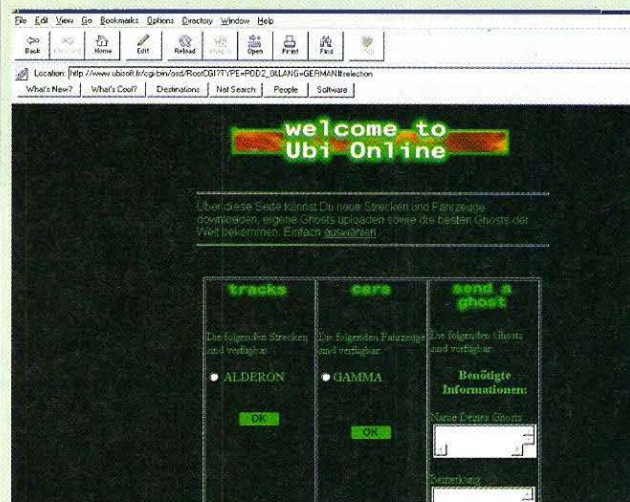 File Edit View Go Bookmarks Options Directory Window Help
Back Home Edit Reload Open Print Find
Location: http://www.ubisoft.fr/cgi-bin/osd/RootCGI?TYPE=POD2_0&LANG=GERMAN#selection
What's New? What's Cool? Destinations Net Search People Software
welcome to
Ubi Online
Über diese Seite kannst Du neue Strecken und Fahrzeuge
downloaden, eigene Ghosts uploaden sowie die besten Ghosts der
Welt bekommen. Einfach auswählen
tracks
cars
send a
ghost
Die folgenden Strecken
sind verfügbar:
ALDERON
OK
Die folgenden Fahrzeuge
sind verfügbar:
GAMMA
OK
Die folgenden Ghosts
sind verfügbar:
Benötigte
Informationen:
Name Deines Ghosts
Bemerkung